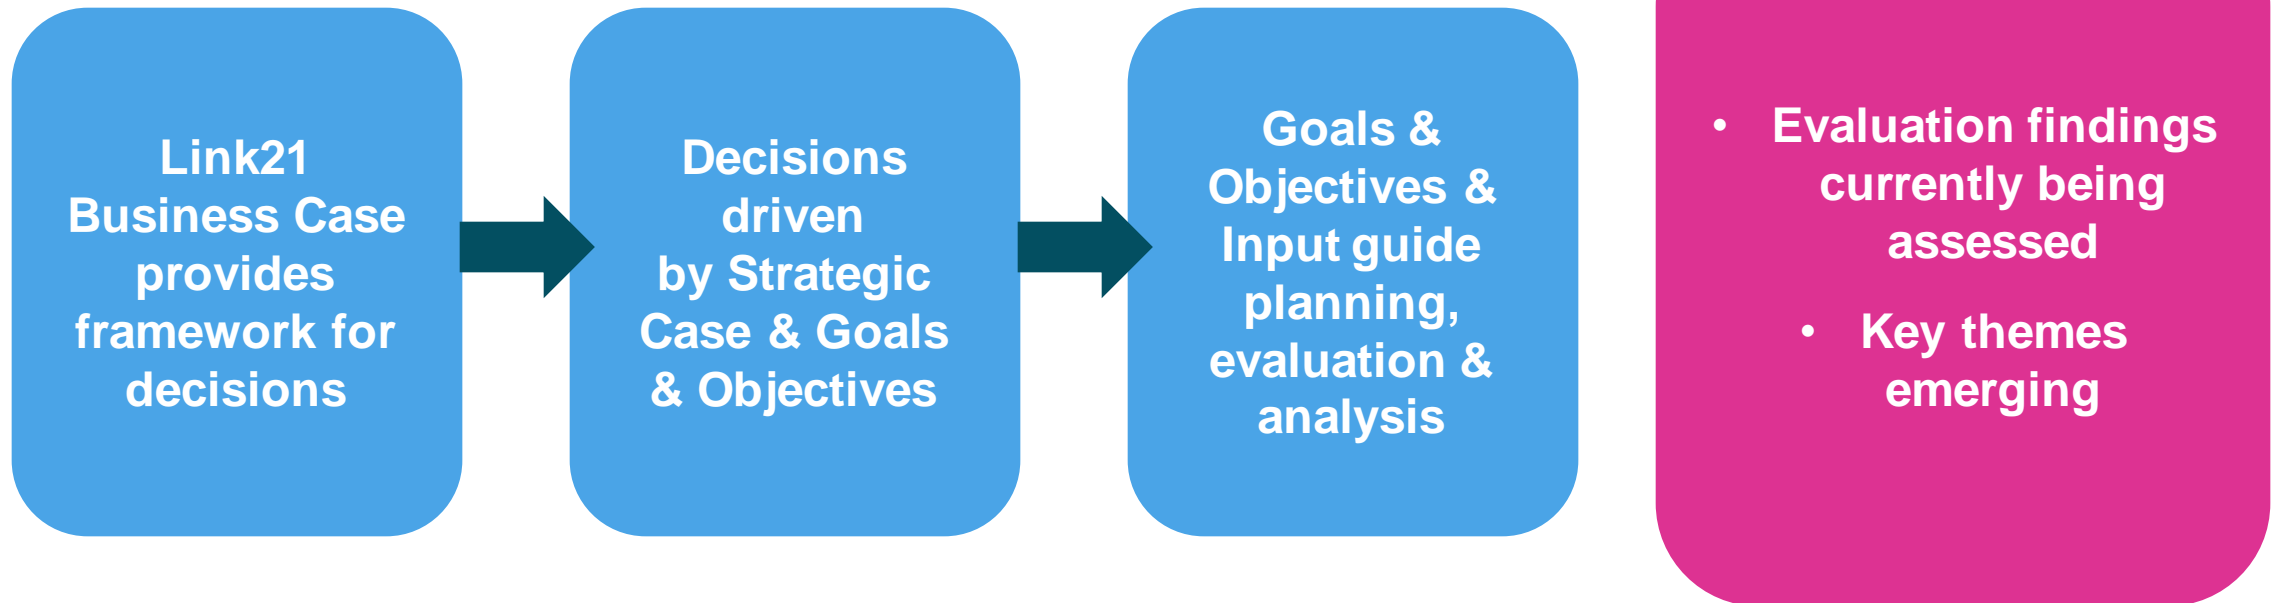 Link21
Business Case
provides
framework for
decisions
Decisions
driven
by Strategic
Case & Goals
& Objectives
Goals &
Objectives &
Input guide
planning,
evaluation &
analysis
• Evaluation findings
currently being
assessed
• Key themes
emerging